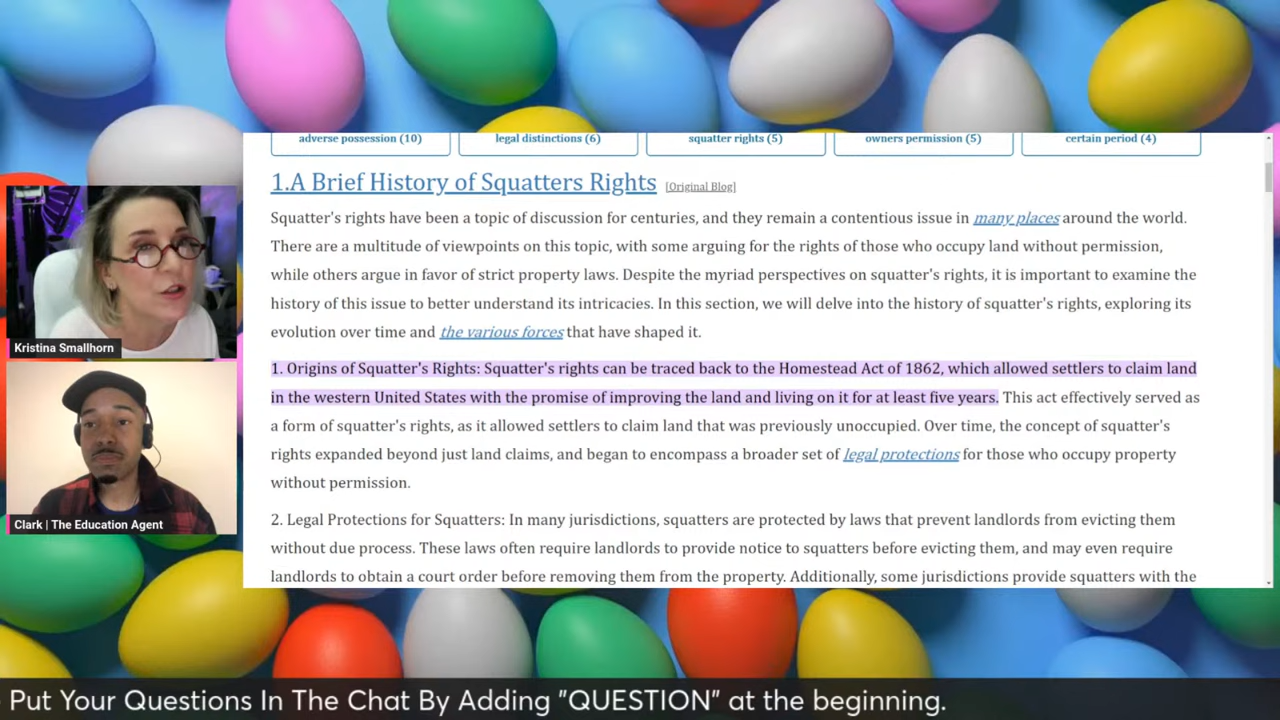 adverse possession (10)
legal distinctions (6)
squatter rights (5)
owners permission (5)
certain period (4)
1.A Brief History of Squatters Rights [Original Blog]
Squatter's rights have been a topic of discussion for centuries, and they remain a contentious issue in many places around the world.
There are a multitude of viewpoints on this topic, with some arguing for the rights of those who occupy land without permission,
while others argue in favor of strict property laws. Despite the myriad perspectives on squatter's rights, it is important to examine the
history of this issue to better understand its intricacies. In this section, we will delve into the history of squatter's rights, exploring its
evolution over time and the various forces that have shaped it.
1. Origins of Squatter's Rights: Squatter's rights can be traced back to the Homestead Act of 1862, which allowed settlers to claim land
in the western United States with the promise of improving the land and living on it for at least five years. This act effectively served as
a form of squatter's rights, as it allowed settlers to claim land that was previously unoccupied. Over time, the concept of squatter's
rights expanded beyond just land claims, and began to encompass a broader set of legal protections for those who occupy property
without permission.
2. Legal Protections for Squatters: In many jurisdictions, squatters are protected by laws that prevent landlords from evicting them
without due process. These laws often require landlords to provide notice to squatters before evicting them, and may even require
landlords to obtain a court order before removing them from the property. Additionally, some jurisdictions provide squatters with the
Kristina Smallhorn
Clark | The Education Agent
Put Your Questions In The Chat By Adding "QUESTION" at the beginning.